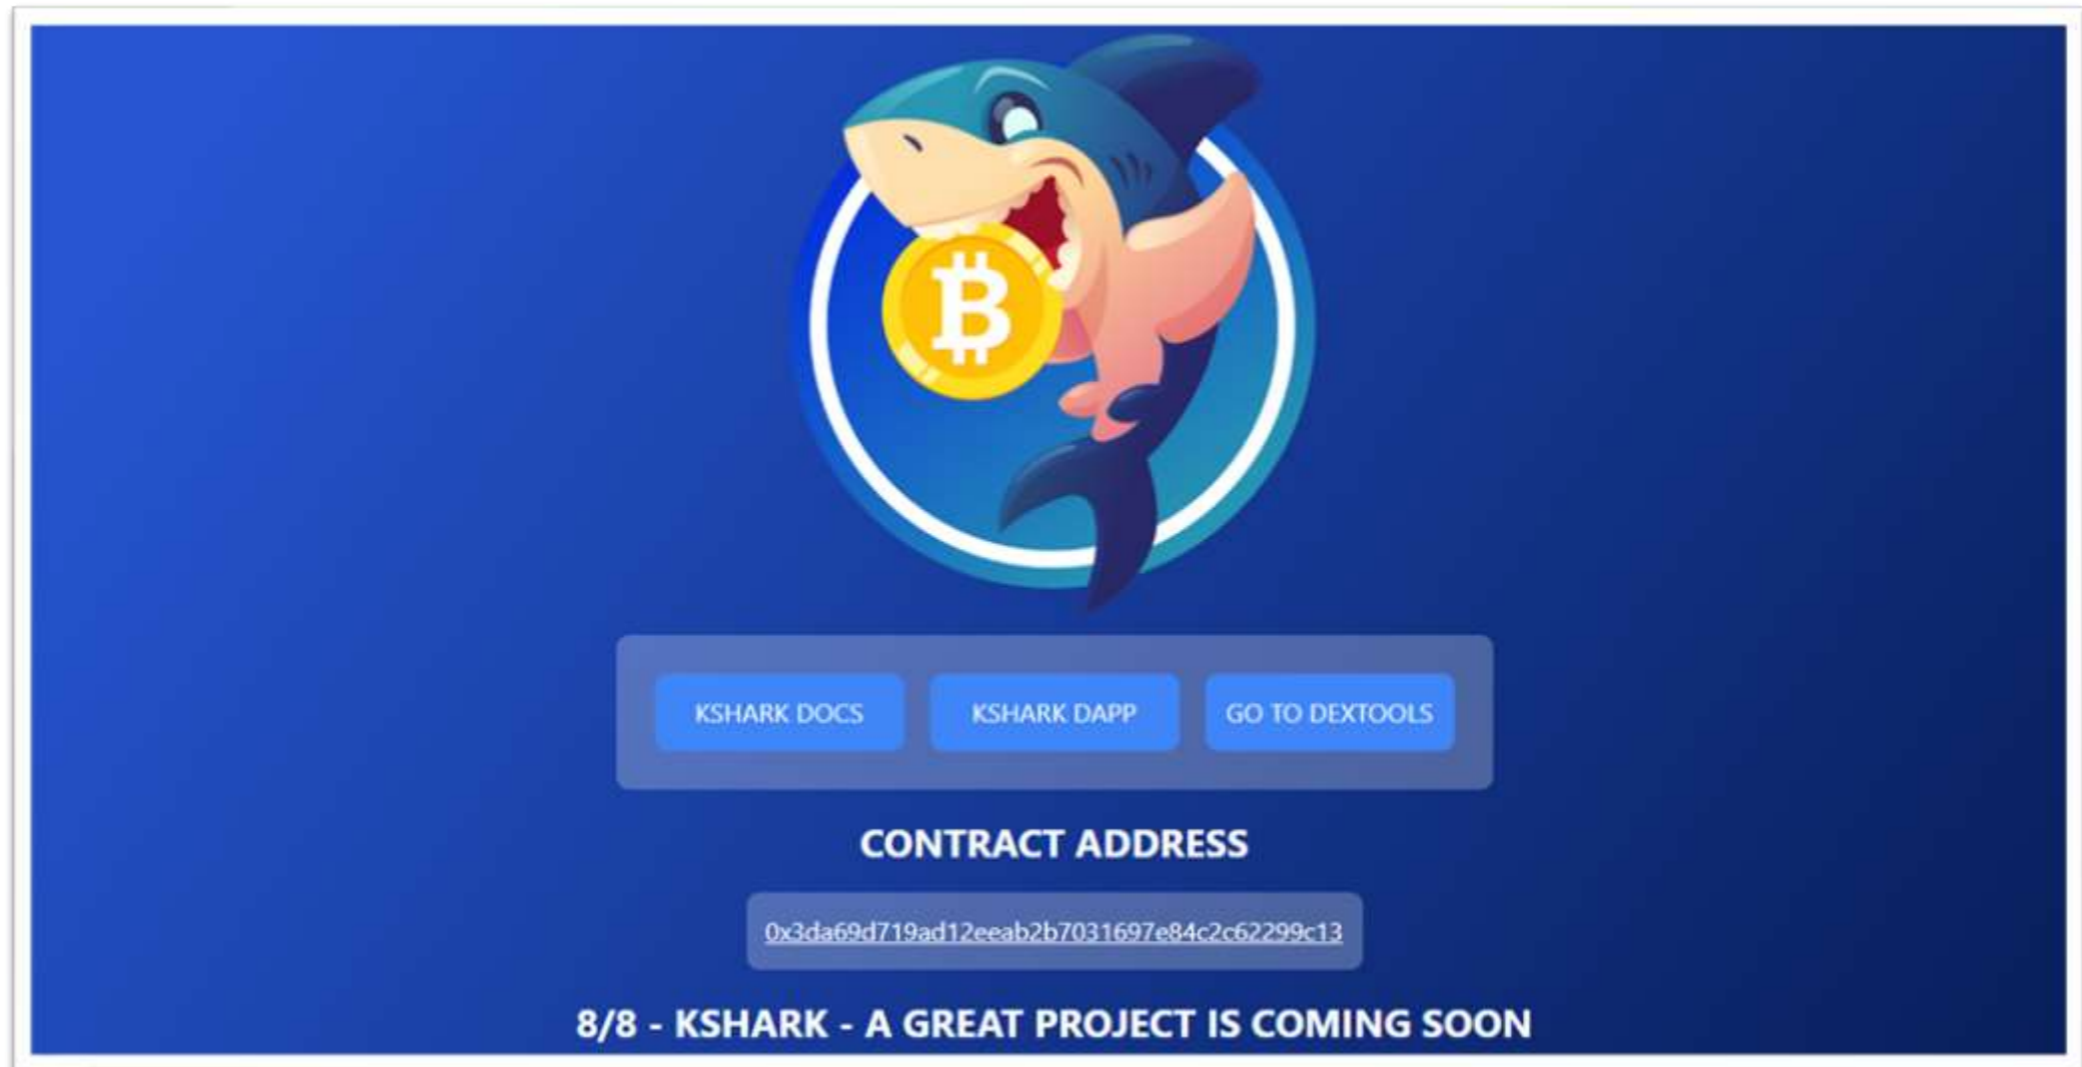 KSHARK DOCS
KSHARK DAPP
GO TO DEXTOOLS
CONTRACT ADDRESS
0x3da69d719ad12eeab2b7031697e84c2c62299c13
8/8 - KSHARK - A GREAT PROJECT IS COMING SOON